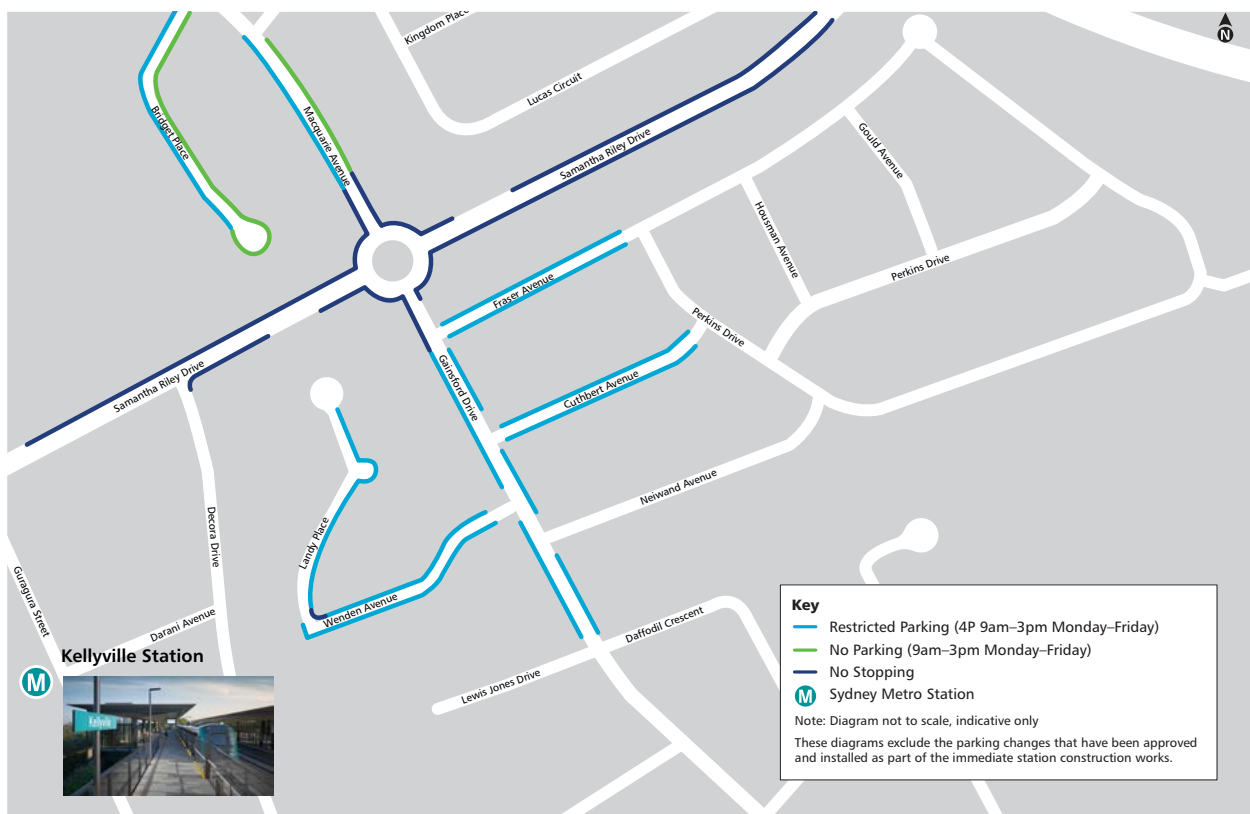 Kingdom Place
N
Lucas Circuit
Bridget Place
Macquarie Avenue
Samantha Riley Drive
Gould Avenue
Housman Avenue
Perkins Drive
Fraser Avenue
Perkins Drive
Samantha Riley Drive
Gainsford Drive
Cuthbert Avenue
Neiwand Avenue
Decora Drive
Landy Place
Wenden Avenue
Guragura Street
Darani Avenue
Daffodil Crescent
Lewis Jones Drive
Kellyville Station
M
Kellyville
Key
Restricted Parking (4P 9am–3pm Monday–Friday)
No Parking (9am–3pm Monday–Friday)
No Stopping
M Sydney Metro Station
Note: Diagram not to scale, indicative only
These diagrams exclude the parking changes that have been approved
and installed as part of the immediate station construction works.